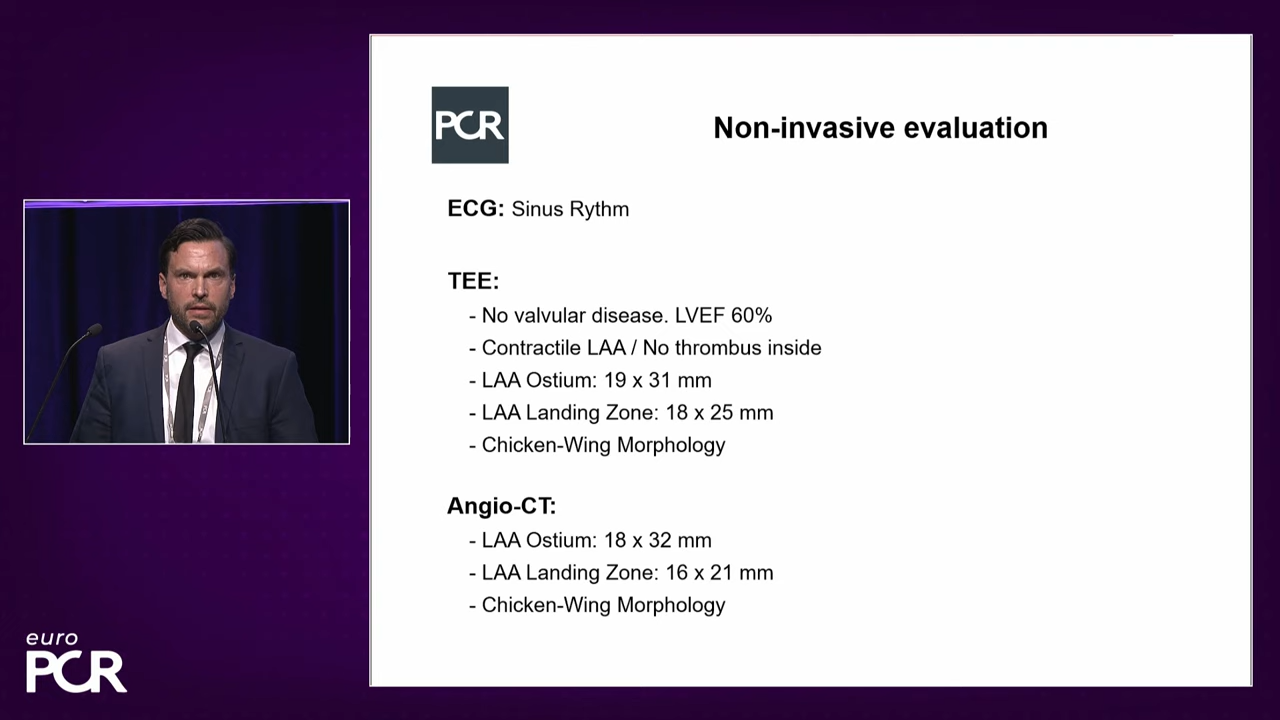 PCR
Non-invasive evaluation
ECG: Sinus Rythm
TEE:
- No valvular disease. LVEF 60%
- Contractile LAA / No thrombus inside
- LAA Ostium: 19 x 31 mm
- LAA Landing Zone: 18 x 25 mm
- Chicken-Wing Morphology
Angio-CT:
- LAA Ostium: 18 x 32 mm
- LAA Landing Zone: 16 x 21 mm
- Chicken-Wing Morphology
euro
PCR